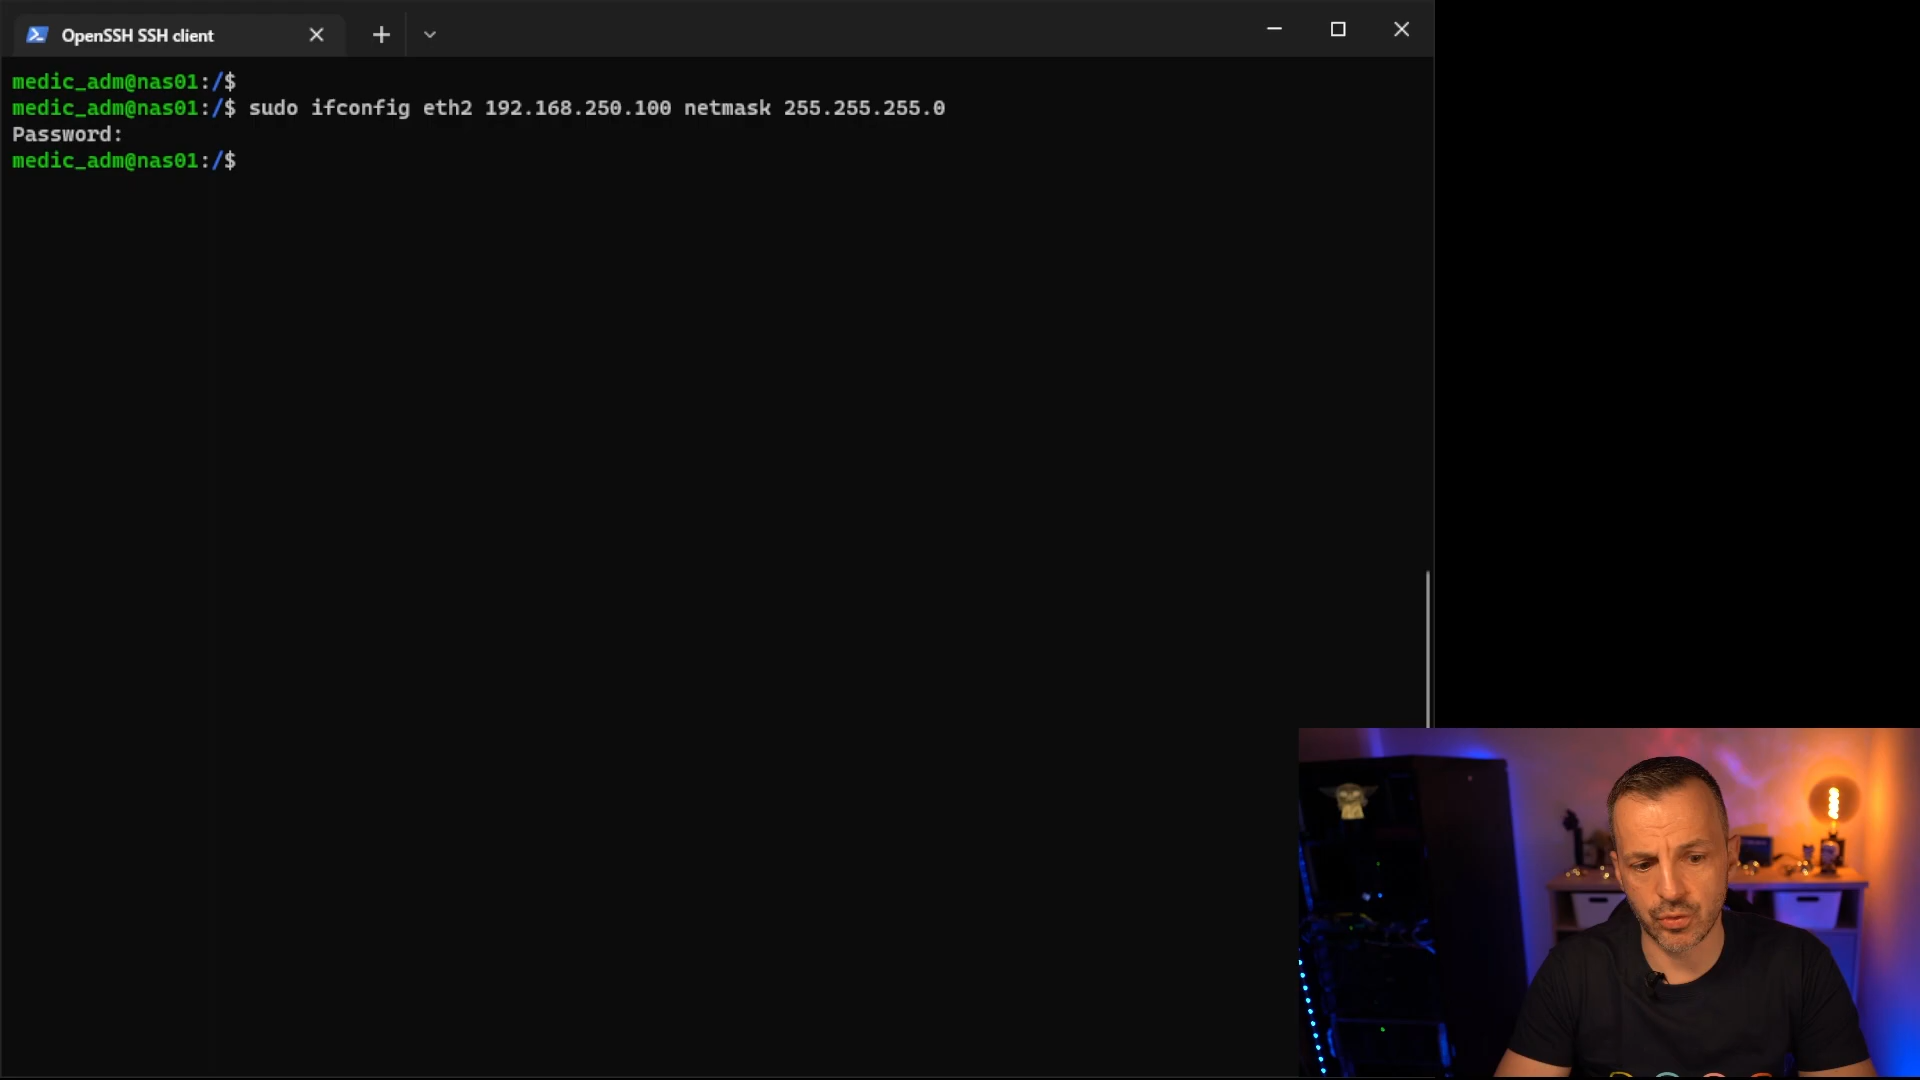 OpenSSH SSH client
medic_adm@nas01:/$
medic_adm@nas01:/$ sudo ifconfig eth2 192.168.250.100 netmask 255.255.255.0
Password:
medic_adm@nas01:/$